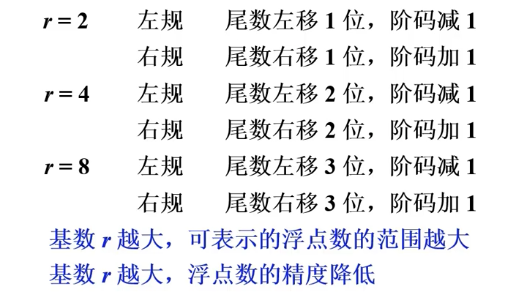 r = 2 左规 尾数左移 1 位，阶码减 1
右规 尾数右移 1 位，阶码加 1
r = 4 左规 尾数左移 2 位，阶码减 1
右规 尾数右移 2 位，阶码加 1
r = 8 左规 尾数左移 3 位，阶码减 1
右规 尾数右移 3 位，阶码加 1
基数 r 越大，可表示的浮点数的范围越大
基数 r 越大，浮点数的精度降低